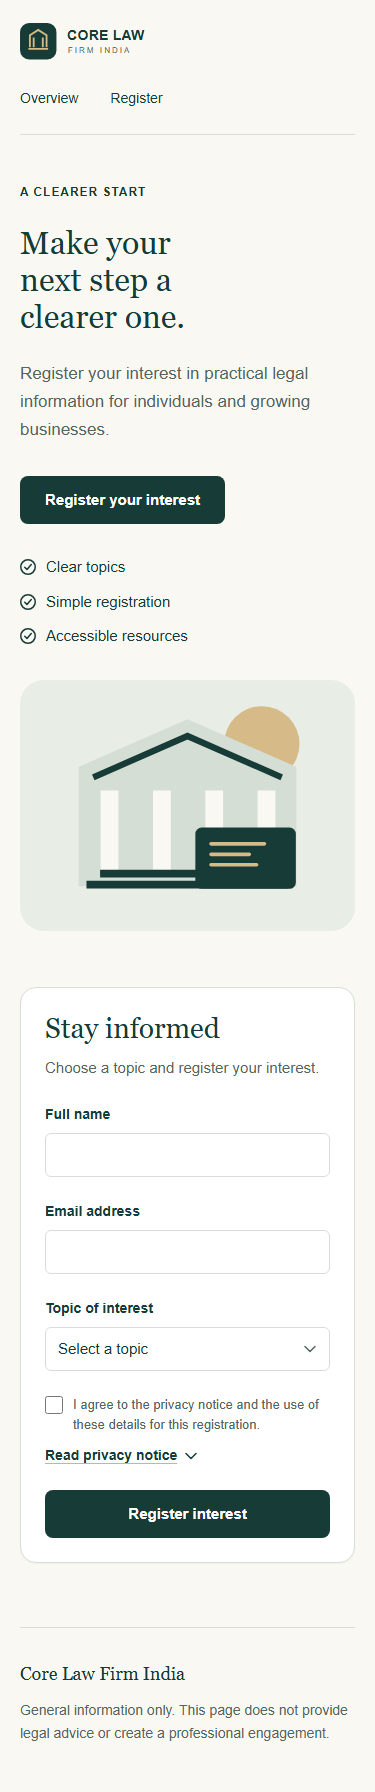 CORE LAW
FIRM INDIA
Overview
Register
A CLEARER START
Make your
next step a
clearer one.
Register your interest in practical legal
information for individuals and growing
businesses.
Register your interest
Clear topics
Simple registration
Accessible resources
Stay informed
Choose a topic and register your interest.
Full name
Email address
Topic of interest
Select a topic
I agree to the privacy notice and the use of
these details for this registration.
Read privacy notice
Register interest
Core Law Firm India
General information only. This page does not provide
legal advice or create a professional engagement.